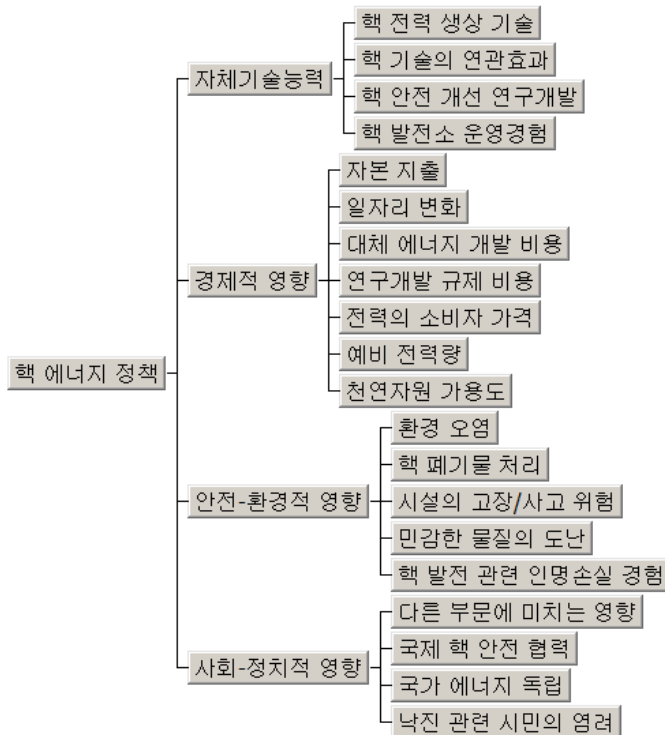 핵 에너지 정책
자체기술능력
핵 전력 생상 기술
핵 기술의 연관효과
핵 안전 개선 연구개발
핵 발전소 운영경험
경제적 영향
자본 지출
일자리 변화
대체 에너지 개발 비용
연구개발 규제 비용
전력의 소비자 가격
예비 전력량
천연자원 가용도
안전-환경적 영향
환경 오염
핵 폐기물 처리
시설의 고장/사고 위험
민감한 물질의 도난
핵 발전 관련 인명손실 경험
사회-정치적 영향
다른 부문에 미치는 영향
국제 핵 안전 협력
국가 에너지 독립
낙진 관련 시민의 염려